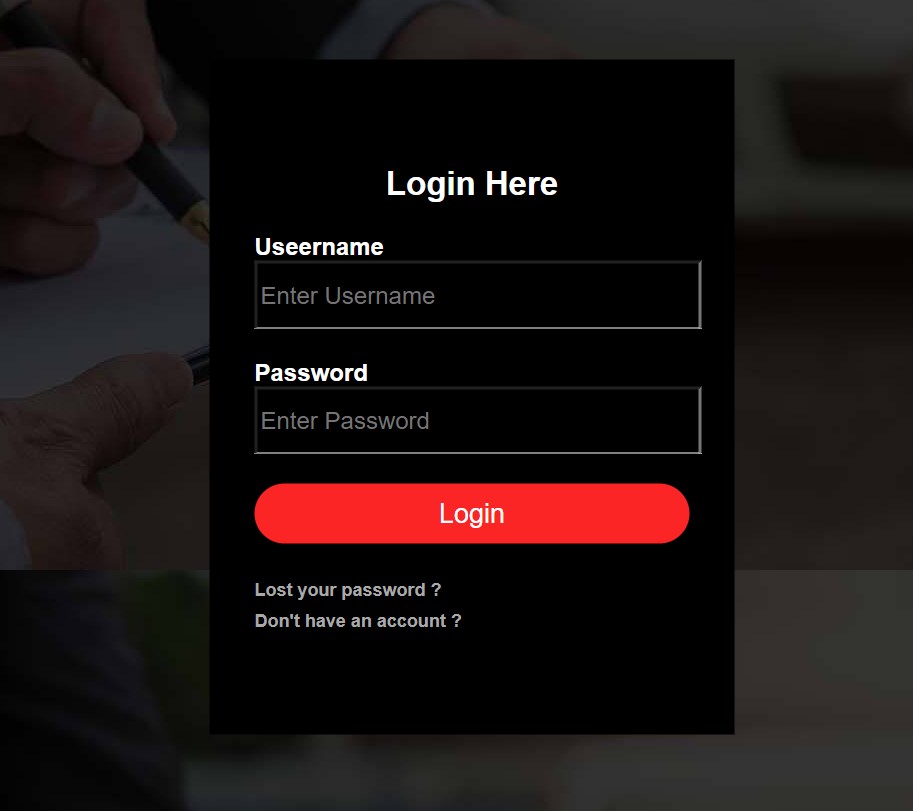 Login Here
Useername
Enter Username
Password
Enter Password
Login
Lost your password ?
Don't have an account ?